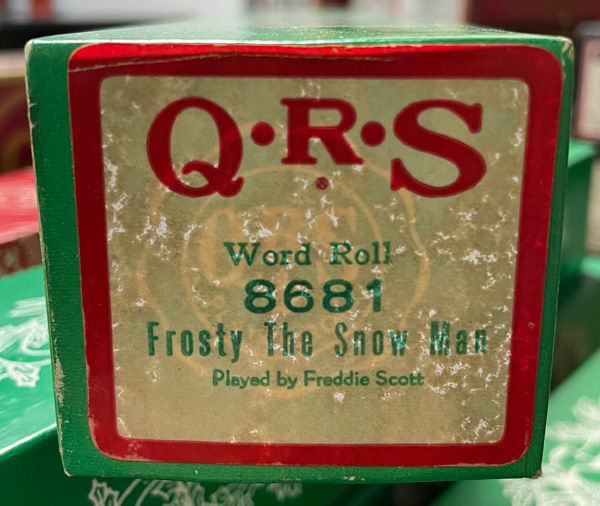 Q·R·S
Word Roll
8681
Frosty The Snow Man
Played by Freddie Scott